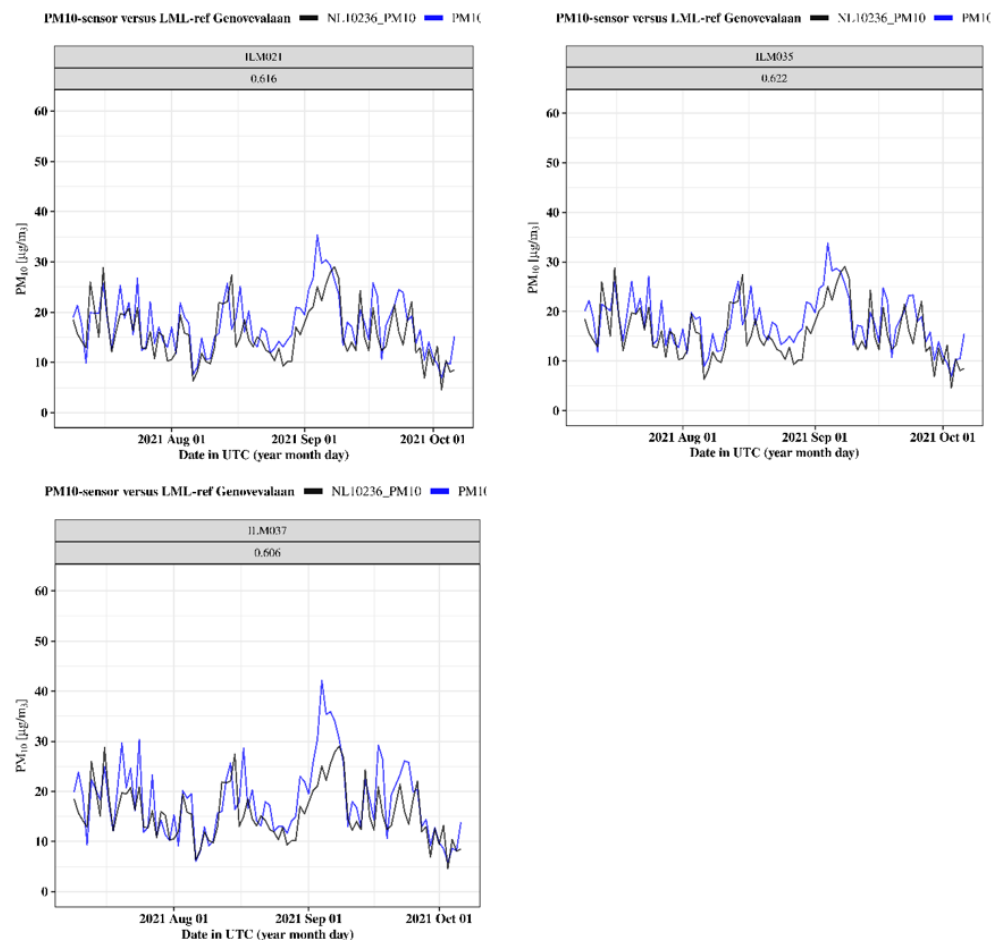 PM10-sensor versus LML-ref Genovevalaan NL10236_PM10 PM10
ILM021
0.616
60
50
40
30
20
10
0
PM10 [µg/m3]
2021 Aug 01 2021 Sep 01 2021 Oct 01
Date in UTC (year month day)
PM10-sensor versus LML-ref Genovevalaan NL10236_PM10 PM10
ILM035
0.622
60
50
40
30
20
10
0
PM10 [µg/m3]
2021 Aug 01 2021 Sep 01 2021 Oct 01
Date in UTC (year month day)
PM10-sensor versus LML-ref Genovevalaan NL10236_PM10 PM10
ILM037
0.606
60
50
40
30
20
10
0
PM10 [µg/m3]
2021 Aug 01 2021 Sep 01 2021 Oct 01
Date in UTC (year month day)